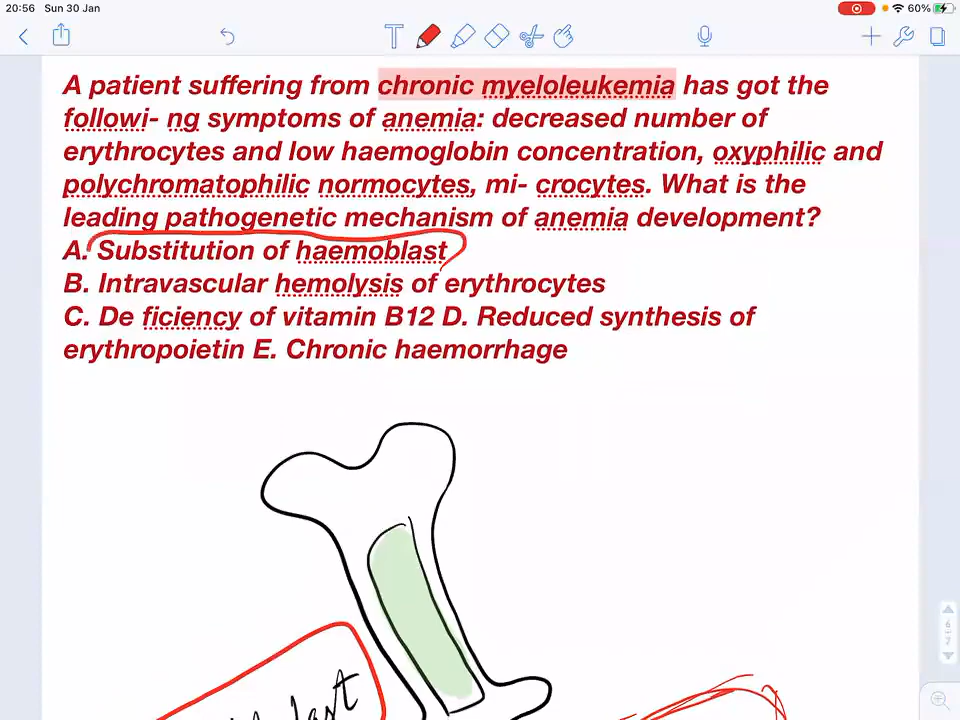 20:56 Sun 30 Jan
60%
T
A patient suffering from chronic myeloleukemia has got the
followi- ng symptoms of anemia: decreased number of
erythrocytes and low haemoglobin concentration, oxyphilic and
polychromatophilic normocytes, mi- crocytes. What is the
leading pathogenetic mechanism of anemia development?
A. Substitution of haemoblast
B. Intravascular hemolysis of erythrocytes
C. De ficiency of vitamin B12 D. Reduced synthesis of
erythropoietin E. Chronic haemorrhage